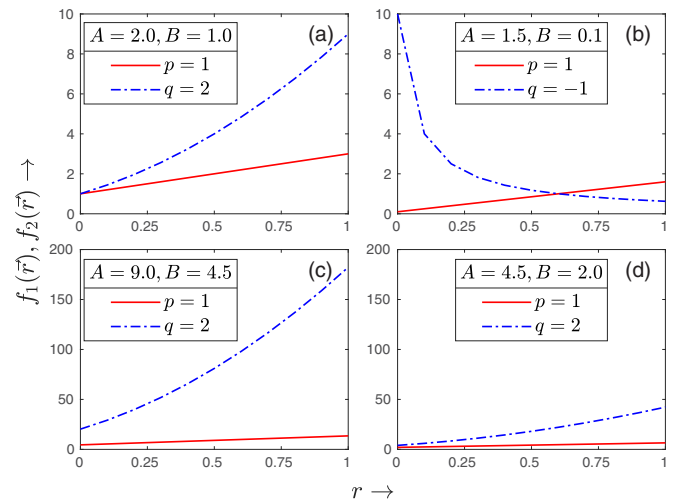 f₁(r⃗), f₂(r⃗) →
(a)
A = 2.0, B = 1.0
p = 1
q = 2
10
8
6
4
2
0
0 0.25 0.5 0.75 1
(b)
A = 1.5, B = 0.1
p = 1
q = −1
10
8
6
4
2
0
0 0.25 0.5 0.75 1
(c)
A = 9.0, B = 4.5
p = 1
q = 2
200
150
100
50
0
0 0.25 0.5 0.75 1
(d)
A = 4.5, B = 2.0
p = 1
q = 2
200
150
100
50
0
0 0.25 0.5 0.75 1
r →